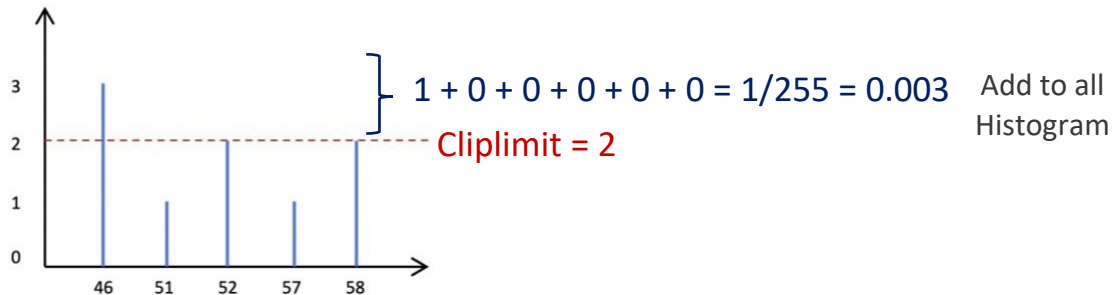 3
2
1
0
46 51 52 57 58
1 + 0 + 0 + 0 + 0 + 0 = 1/255 = 0.003
Cliplimit = 2
Add to all
Histogram